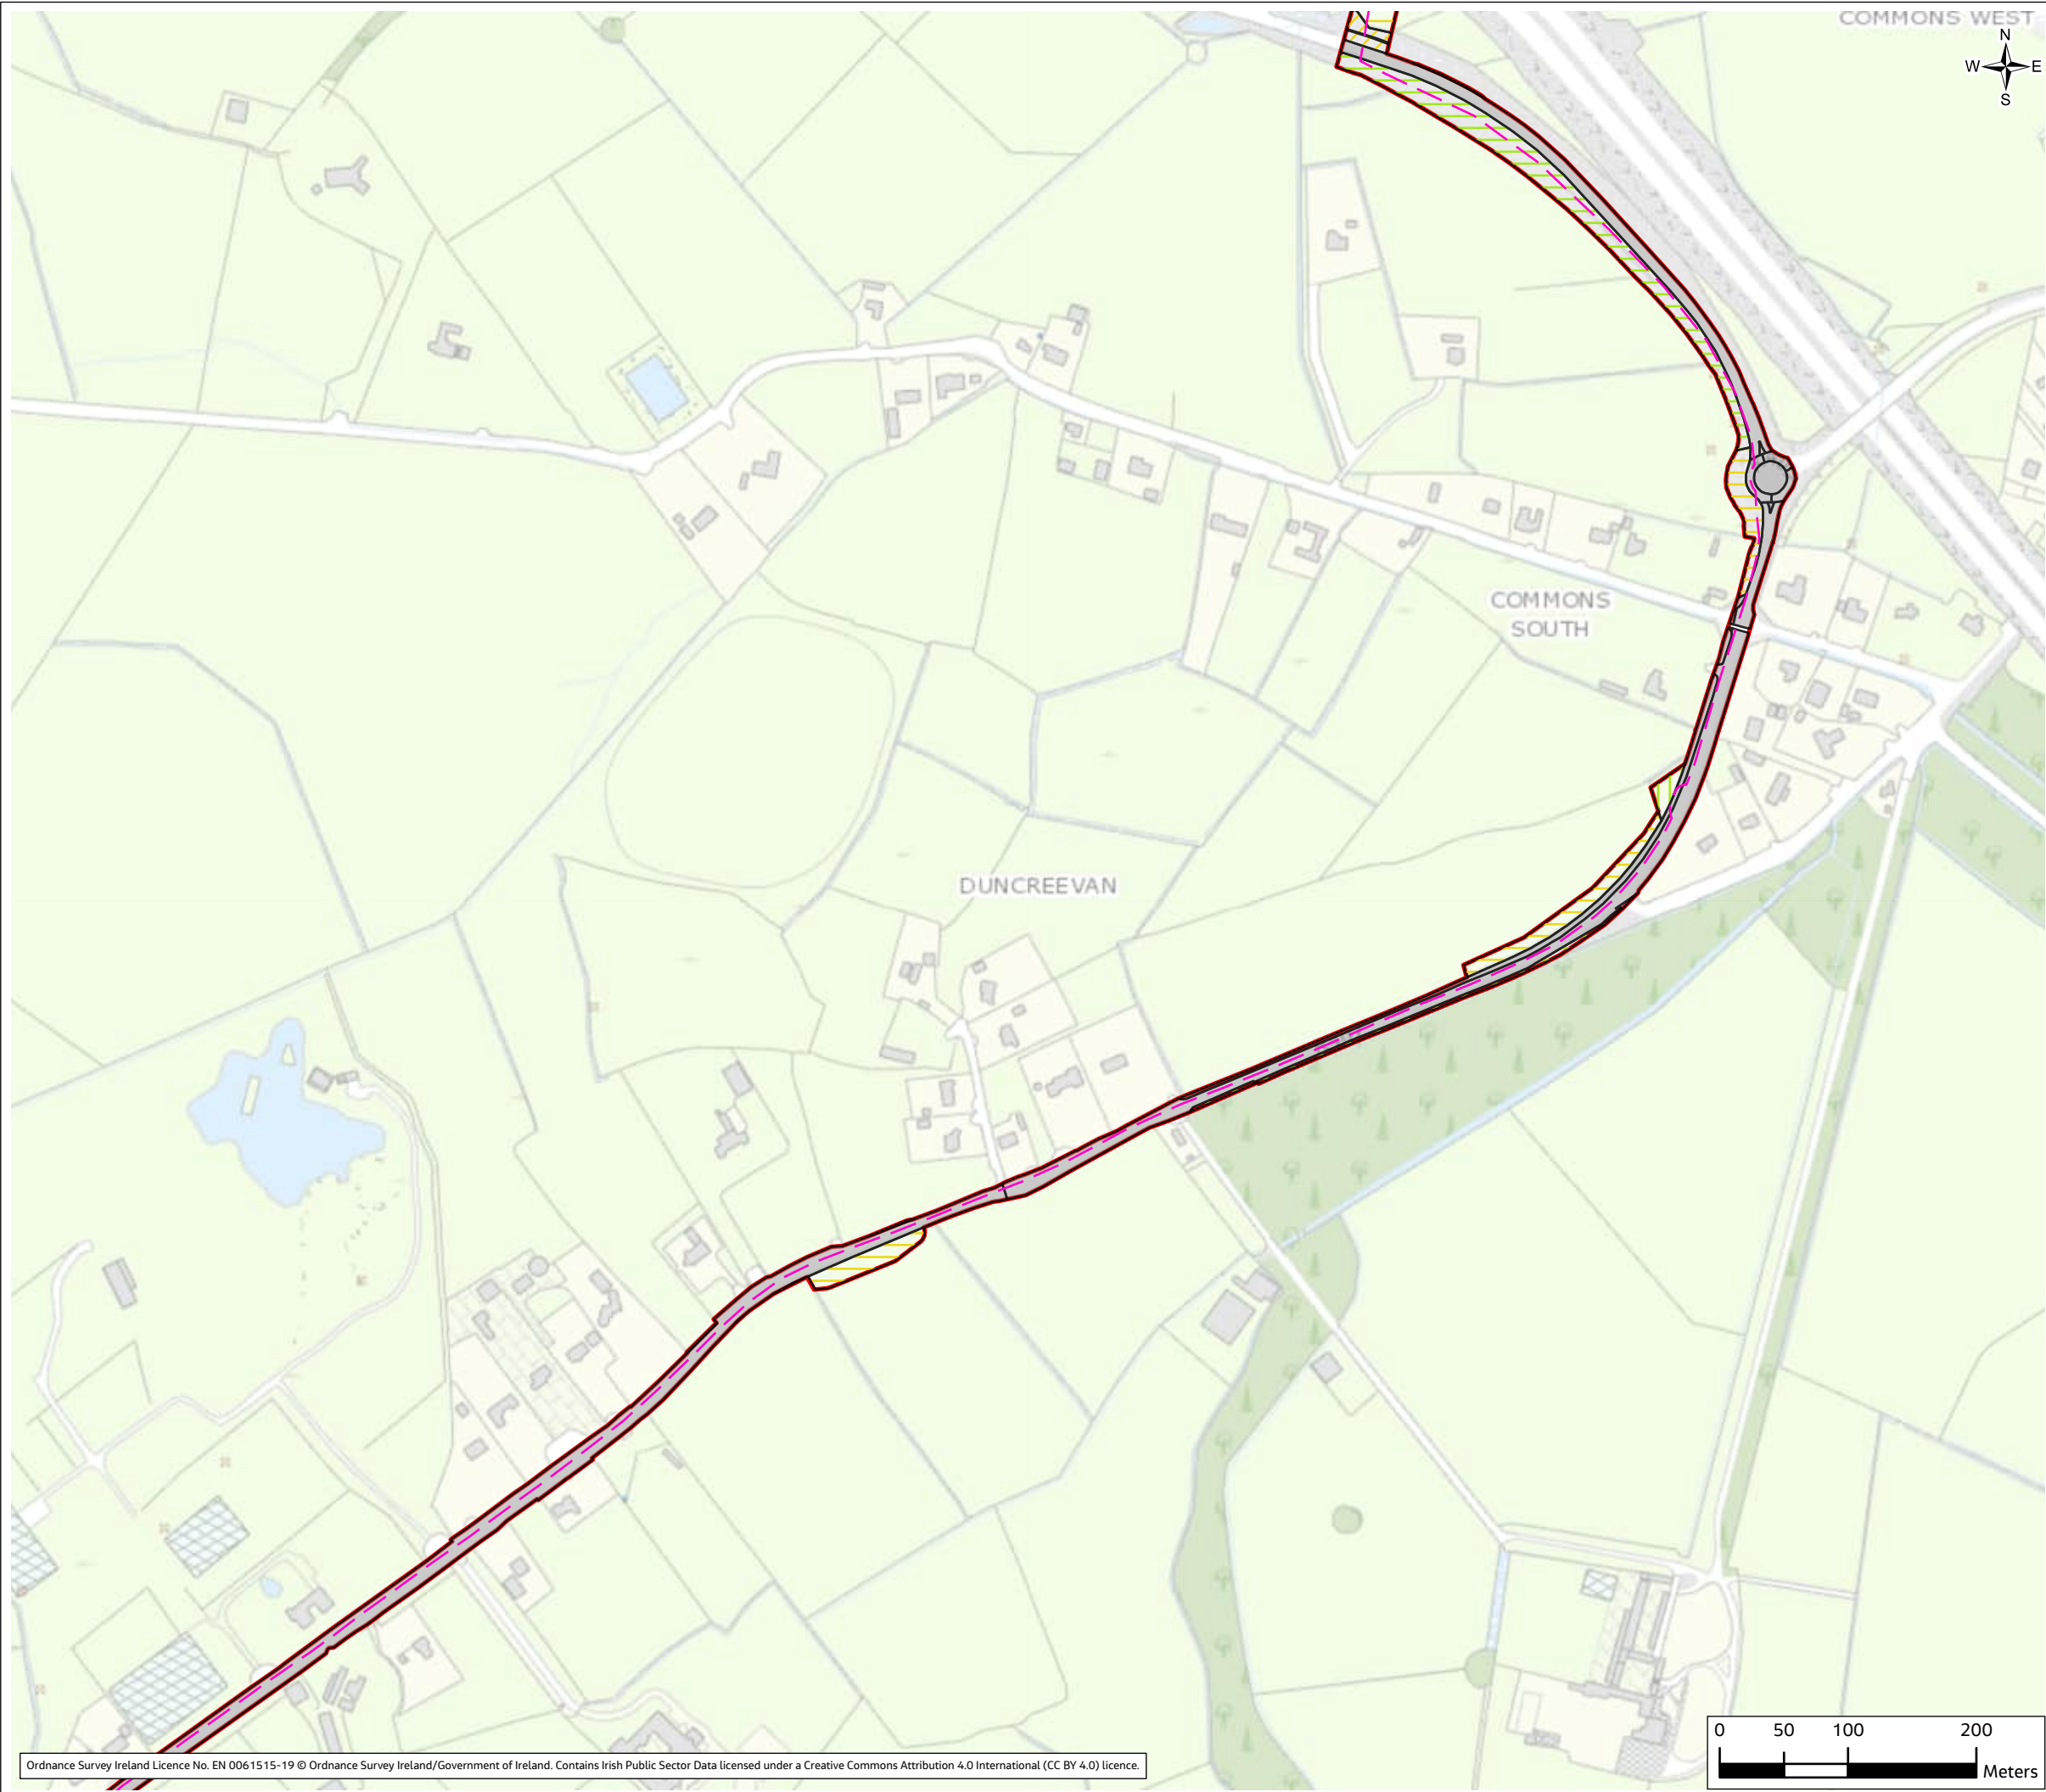 COMMONS WEST
N
W E
S
COMMONS
SOUTH
DUNCREEVAN
0 50 100 200
Meters
Ordnance Survey Ireland Licence No. EN 0061515-19 © Ordnance Survey Ireland/Government of Ireland. Contains Irish Public Sector Data licensed under a Creative Commons Attribution 4.0 International (CC BY 4.0) licence.